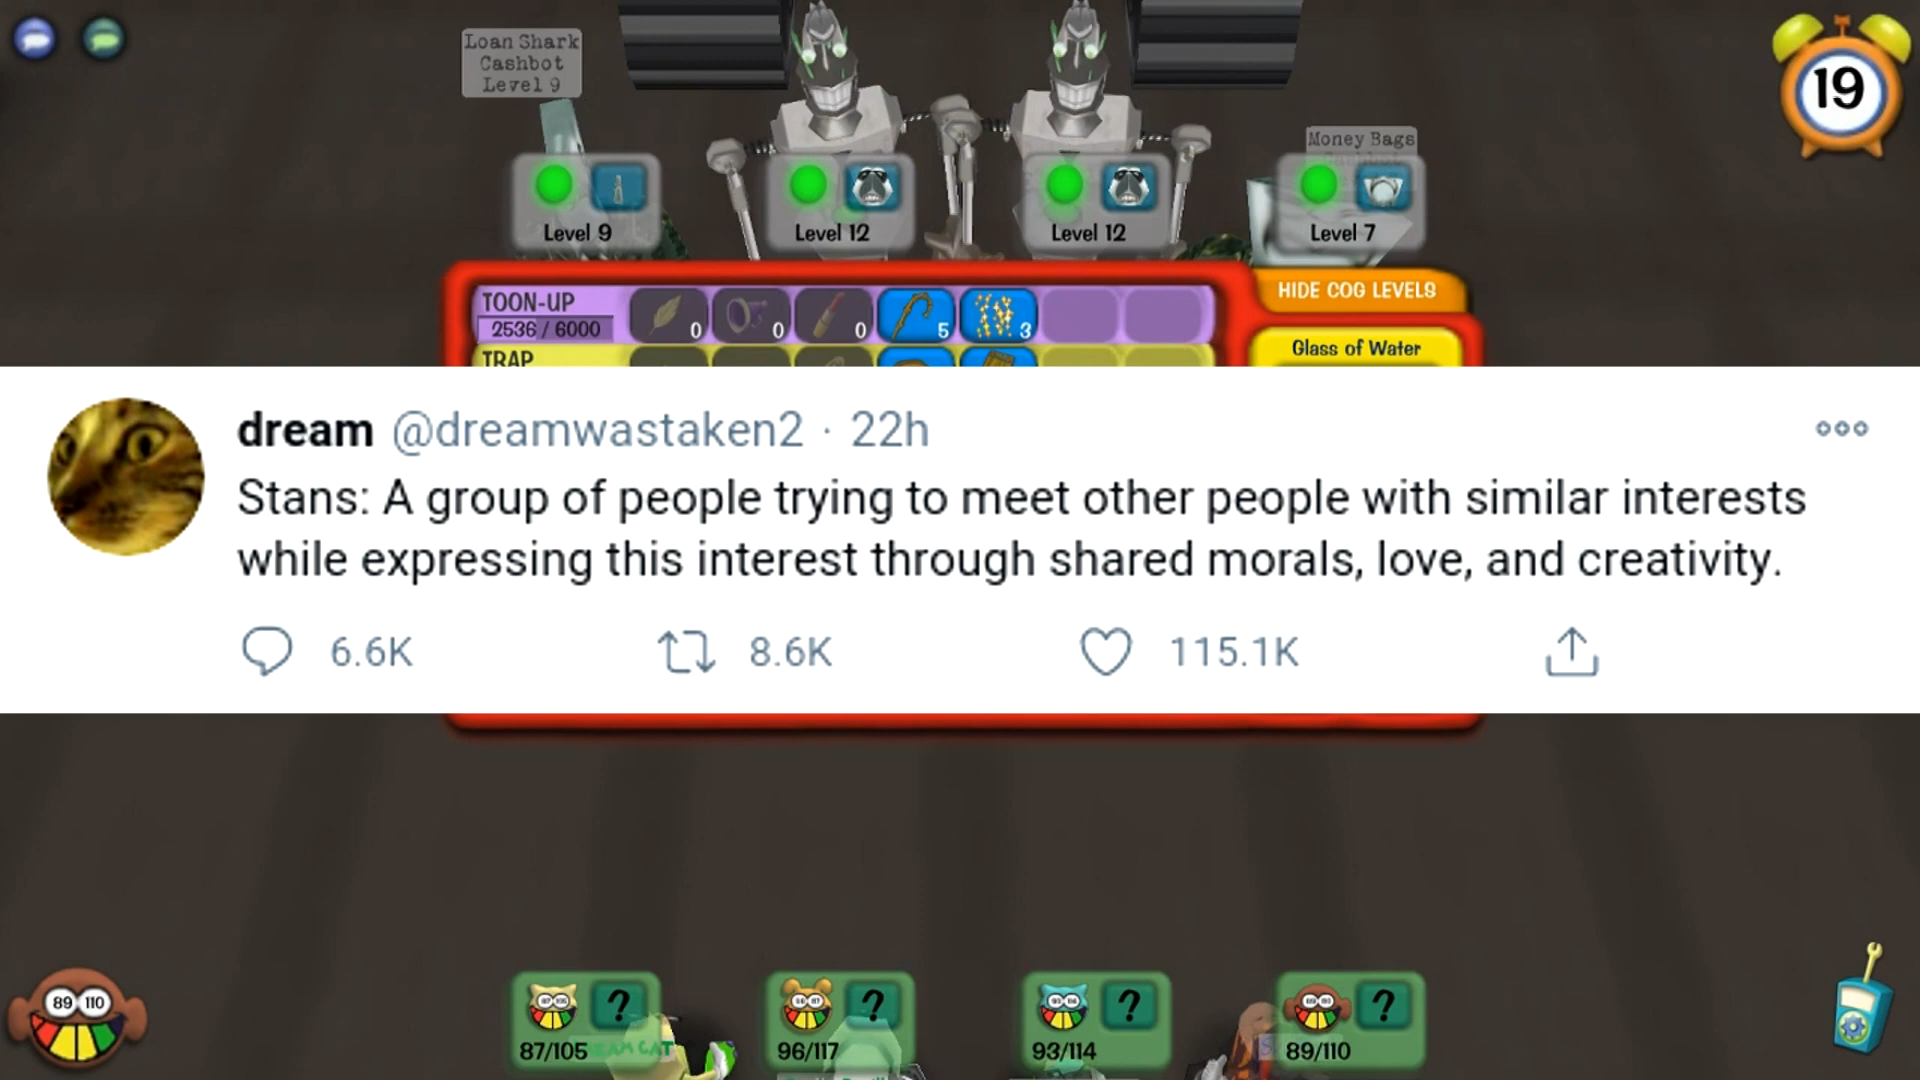 Loan Shark
Cashbot
Level 9
19
Money Bags
Level 9
Level 12
Level 12
Level 7
TOON-UP
2536 / 6000
0
0
0
5
3
HIDE COG LEVELS
TRAP
Glass of Water
dream @dreamwastaken2 · 22h
Stans: A group of people trying to meet other people with similar interests
while expressing this interest through shared morals, love, and creativity.
6.6K
8.6K
115.1K
89 110
?
?
?
?
87/105
96/117
93/114
89/110